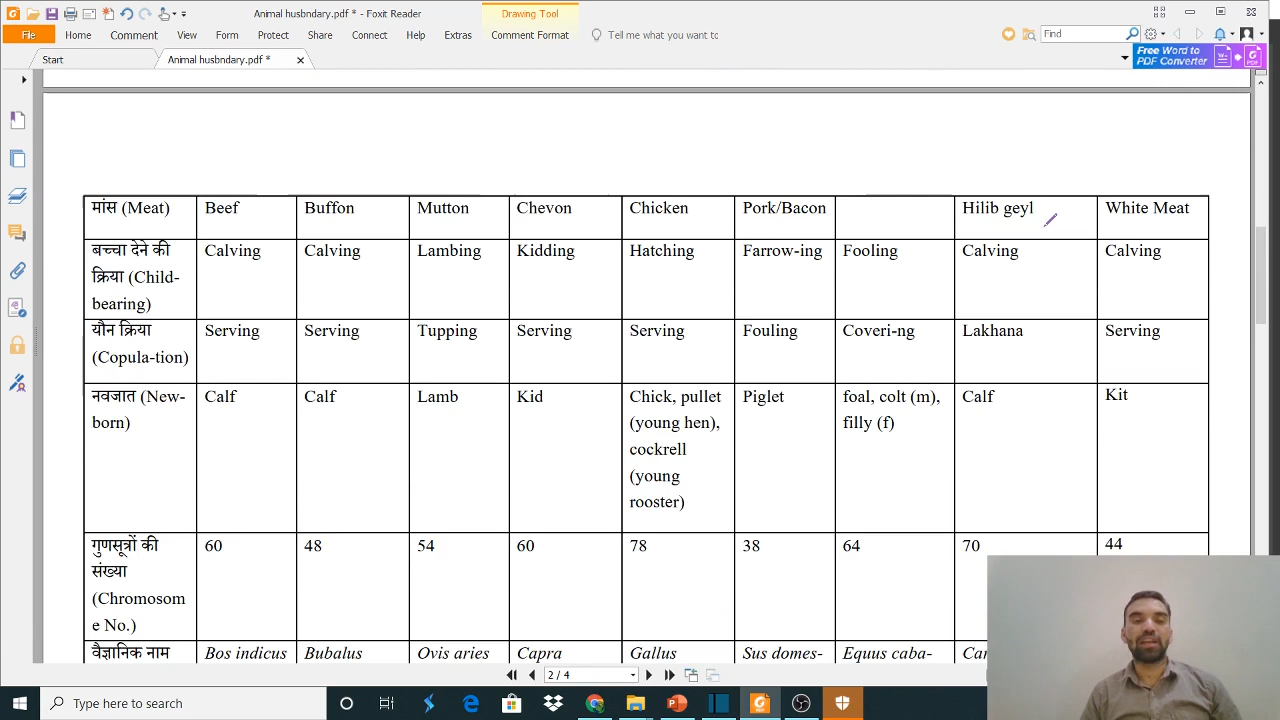 Animal husbndary.pdf * - Foxit Reader
Drawing Tool
File Home Comment View Form Protect Share Connect Help Extras Comment Format Tell me what you want to Find
Start Animal husbndary.pdf *
Free Word to
PDF Converter
मांस (Meat) Beef Buffon Mutton Chevon Chicken Pork/Bacon Hilib geyl White Meat
बच्चा देने की Calving Calving Lambing Kidding Hatching Farrow-ing Fooling Calving Calving
क्रिया (Child-
bearing)
यौन क्रिया Serving Serving Tupping Serving Serving Fouling Coveri-ng Lakhana Serving
(Copula-tion)
नवजात (New- Calf Calf Lamb Kid Chick, pullet Piglet foal, colt (m), Calf Kit
born) (young hen), filly (f)
cockrell
(young
rooster)
गुणसूत्रों की 60 48 54 60 78 38 64 70 44
संख्या
(Chromosom
e No.)
वैज्ञानिक नाम Bos indicus Bubalus Ovis aries Capra Gallus Sus domes- Equus caba-
2 / 4
Type here to search